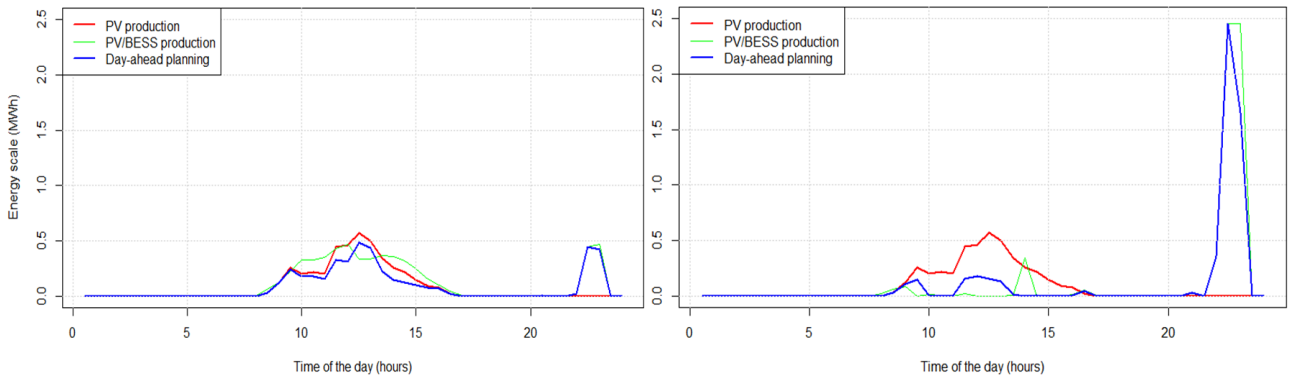 PV production
PV/BESS production
Day-ahead planning
Energy scale (MWh)
2.5
2.0
1.5
1.0
0.5
0.0
0 5 10 15 20
Time of the day (hours)
PV production
PV/BESS production
Day-ahead planning
2.5
2.0
1.5
1.0
0.5
0.0
0 5 10 15 20
Time of the day (hours)